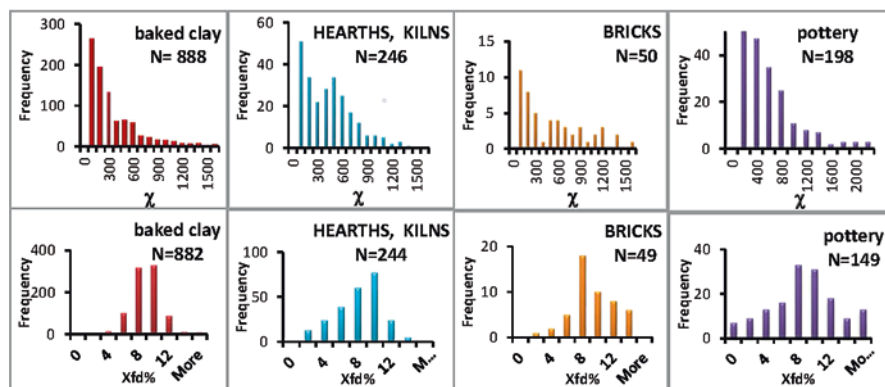 baked clay
N= 888
Frequency
300
200
100
0
0
300
600
900
1200
1500
χ
HEARTHS, KILNS
N=246
Frequency
60
40
20
0
300
600
900
1200
1500
χ
BRICKS
N=50
Frequency
15
10
5
0
0
300
600
900
1200
1500
χ
pottery
N=198
Frequency
40
20
0
0
400
800
1200
1600
2000
χ
baked clay
N=882
Frequency
400
200
0
0
4
8
12
More
Xfd%
HEARTHS, KILNS
N=244
Frequency
100
50
0
0
4
8
12
M...
Xfd%
BRICKS
N=49
Frequency
20
10
0
0
4
8
12
More
Xfd%
pottery
N=149
Frequency
40
20
0
0
4
8
12
Mo...
Xfd%